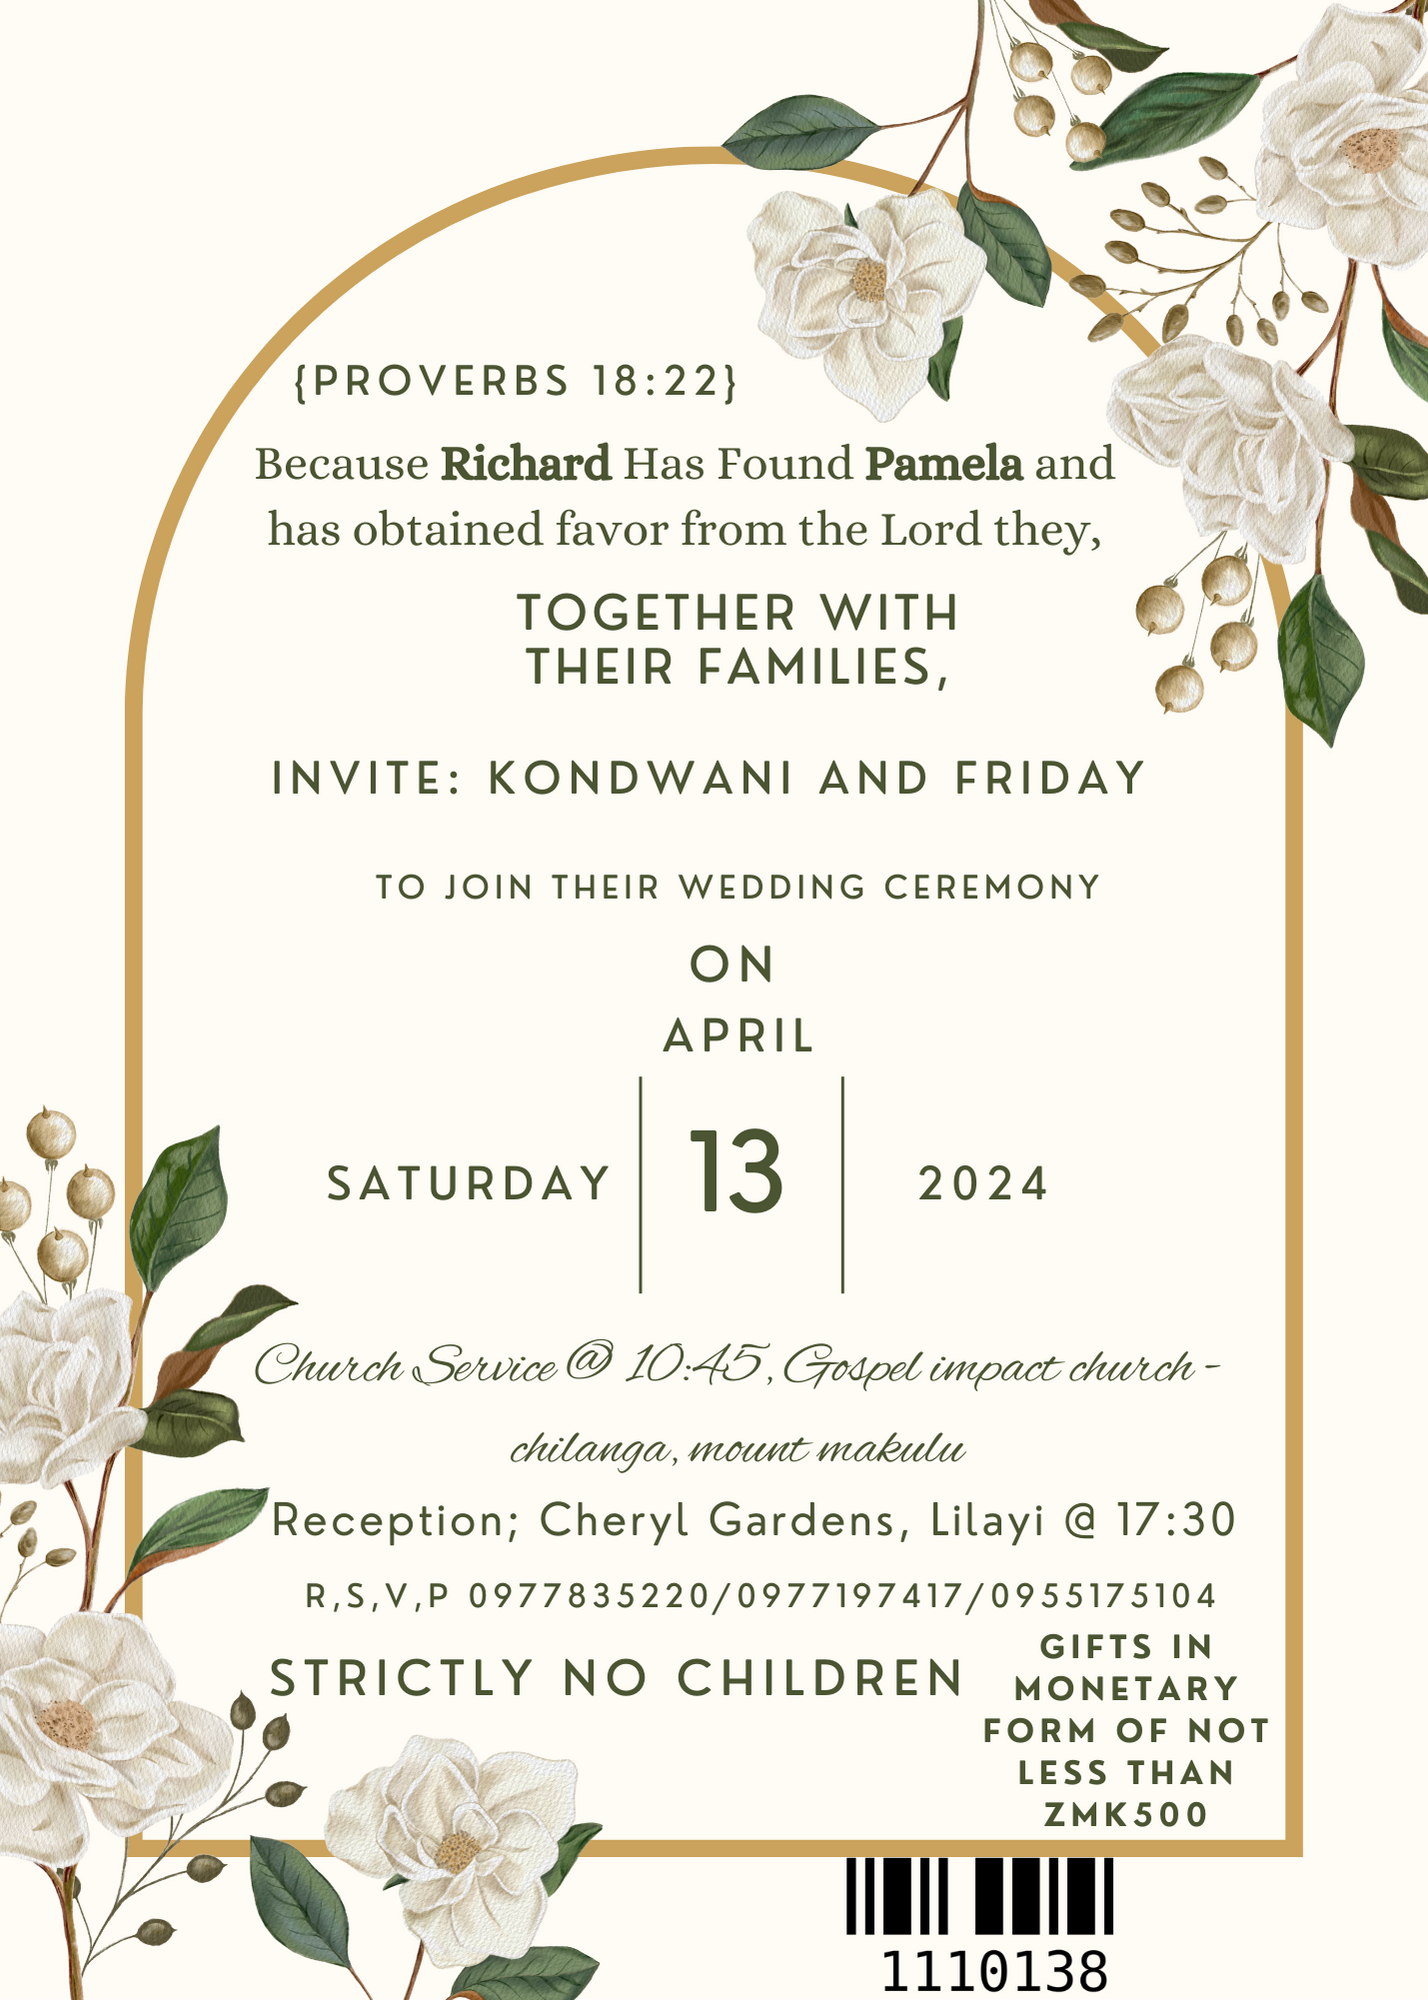 {PROVERBS 18:22}
Because Richard Has Found Pamela and
has obtained favor from the Lord they,
TOGETHER WITH
THEIR FAMILIES,
INVITE: KONDWANI AND FRIDAY
TO JOIN THEIR WEDDING CEREMONY
ON
APRIL
SATURDAY 13 2024
Church Service @ 10:45, Gospel impact church -
chilanga, mount makulu
Reception; Cheryl Gardens, Lilayi @ 17:30
R,S,V,P 0977835220/0977197417/0955175104
STRICTLY NO CHILDREN
GIFTS IN
MONETARY
FORM OF NOT
LESS THAN
ZMK500
1110138